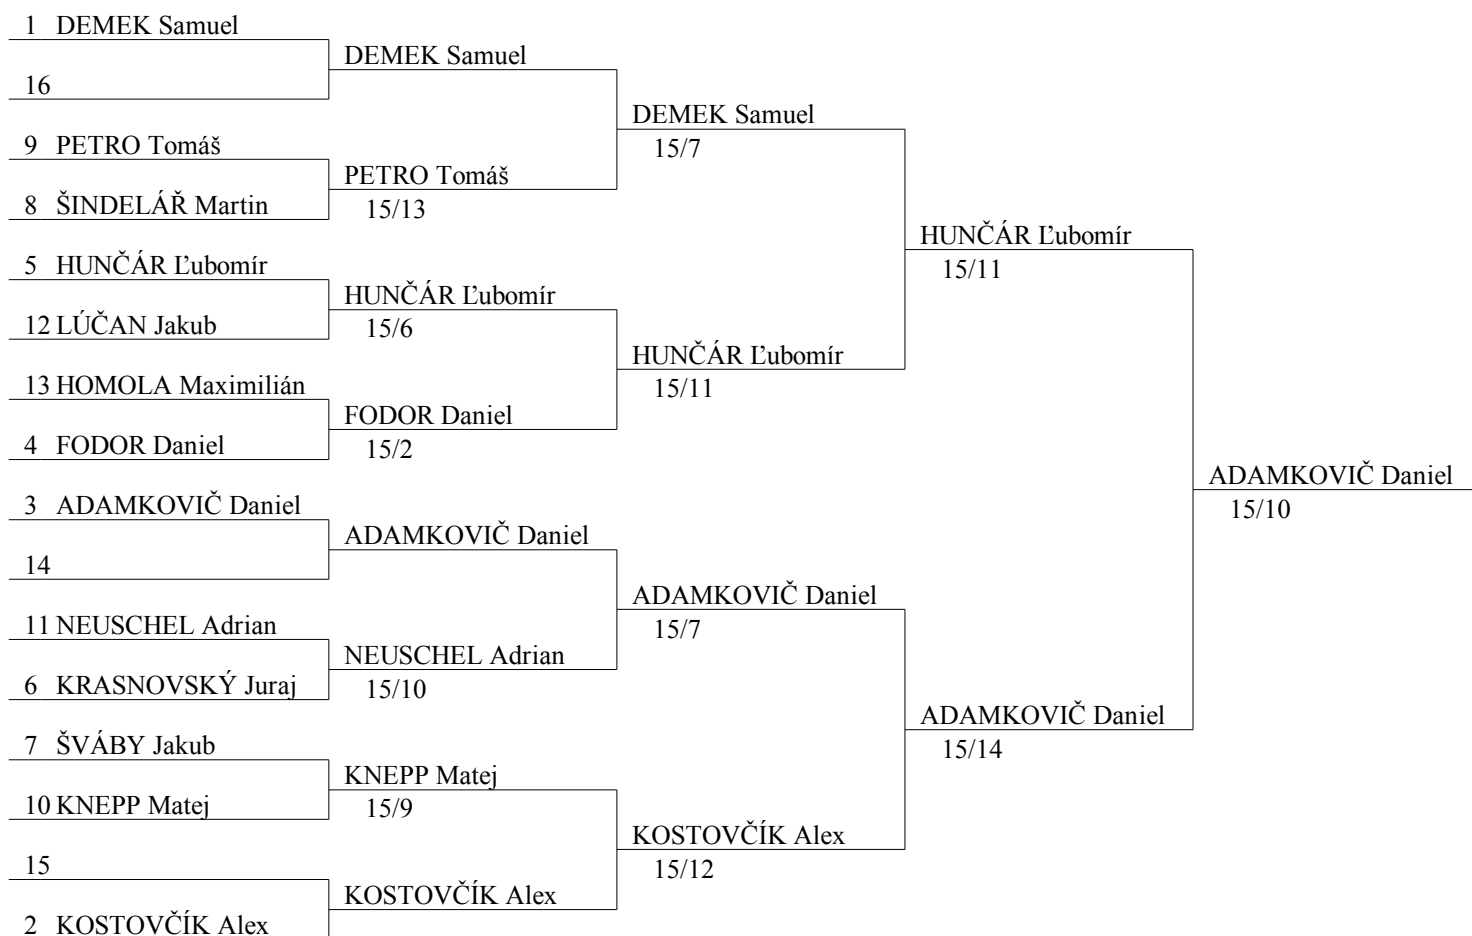 1 DEMEK Samuel
DEMEK Samuel
16
DEMEK Samuel
15/7
9 PETRO Tomáš
PETRO Tomáš
15/13
8 ŠINDELÁŘ Martin
HUNČÁR Ľubomír
15/11
5 HUNČÁR Ľubomír
HUNČÁR Ľubomír
15/6
12 LÚČAN Jakub
HUNČÁR Ľubomír
15/11
13 HOMOLA Maximilián
FODOR Daniel
15/2
4 FODOR Daniel
ADAMKOVIČ Daniel
15/10
3 ADAMKOVIČ Daniel
ADAMKOVIČ Daniel
14
ADAMKOVIČ Daniel
15/7
11 NEUSCHEL Adrian
NEUSCHEL Adrian
15/10
6 KRASNOVSKÝ Juraj
ADAMKOVIČ Daniel
15/14
7 ŠVÁBY Jakub
KNEPP Matej
15/9
10 KNEPP Matej
KOSTOVČÍK Alex
15/12
15
KOSTOVČÍK Alex
2 KOSTOVČÍK Alex